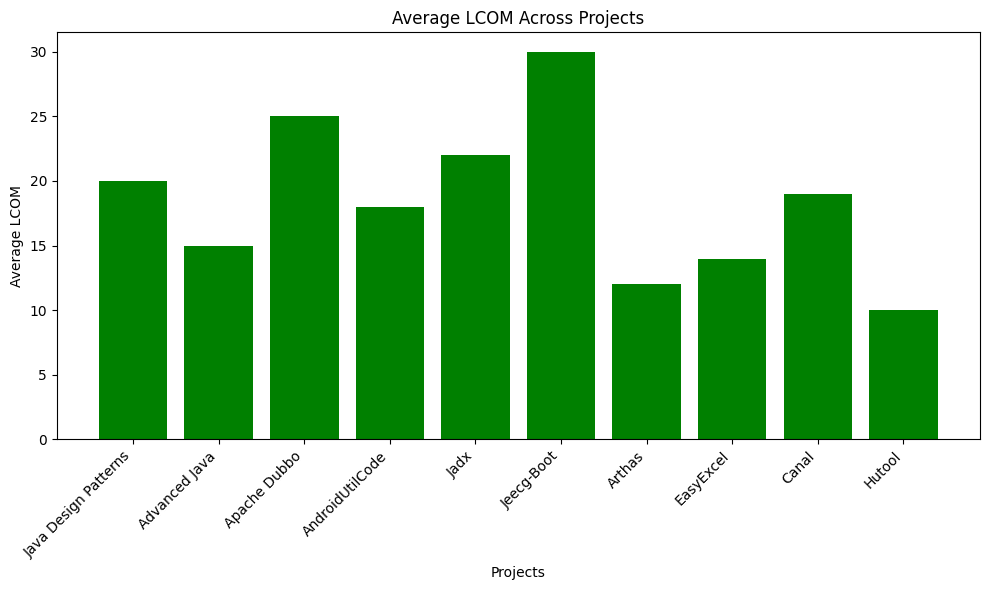 Average LCOM Across Projects
Average LCOM
30
25
20
15
10
5
0
Java Design Patterns
Advanced Java
Apache Dubbo
AndroidUtilCode
Jadx
Jeecg-Boot
Arthas
EasyExcel
Canal
Hutool
Projects